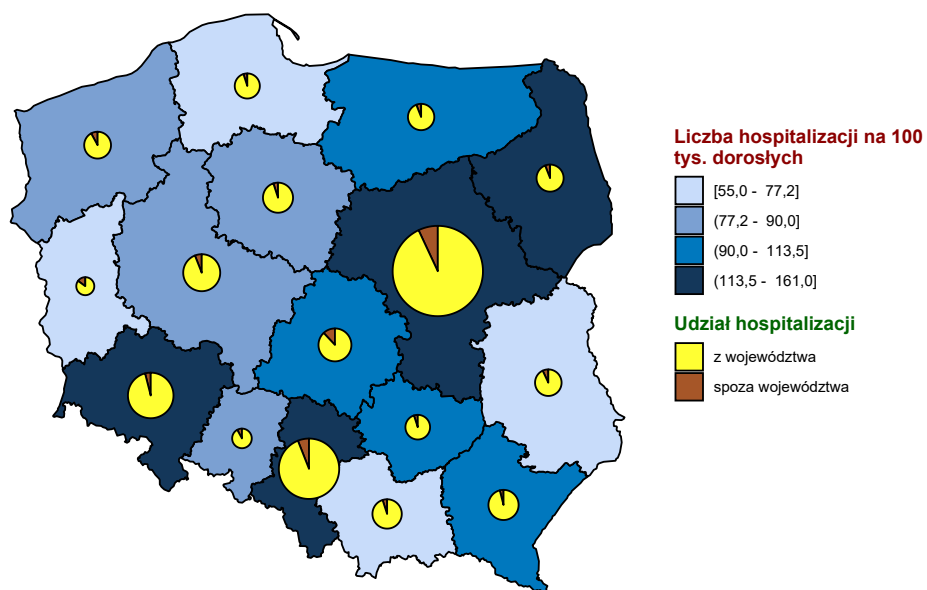 Liczba hospitalizacji na 100
tys. dorosłych
[55,0 - 77,2]
(77,2 - 90,0]
(90,0 - 113,5]
(113,5 - 161,0]
Udział hospitalizacji
z województwa
spoza województwa